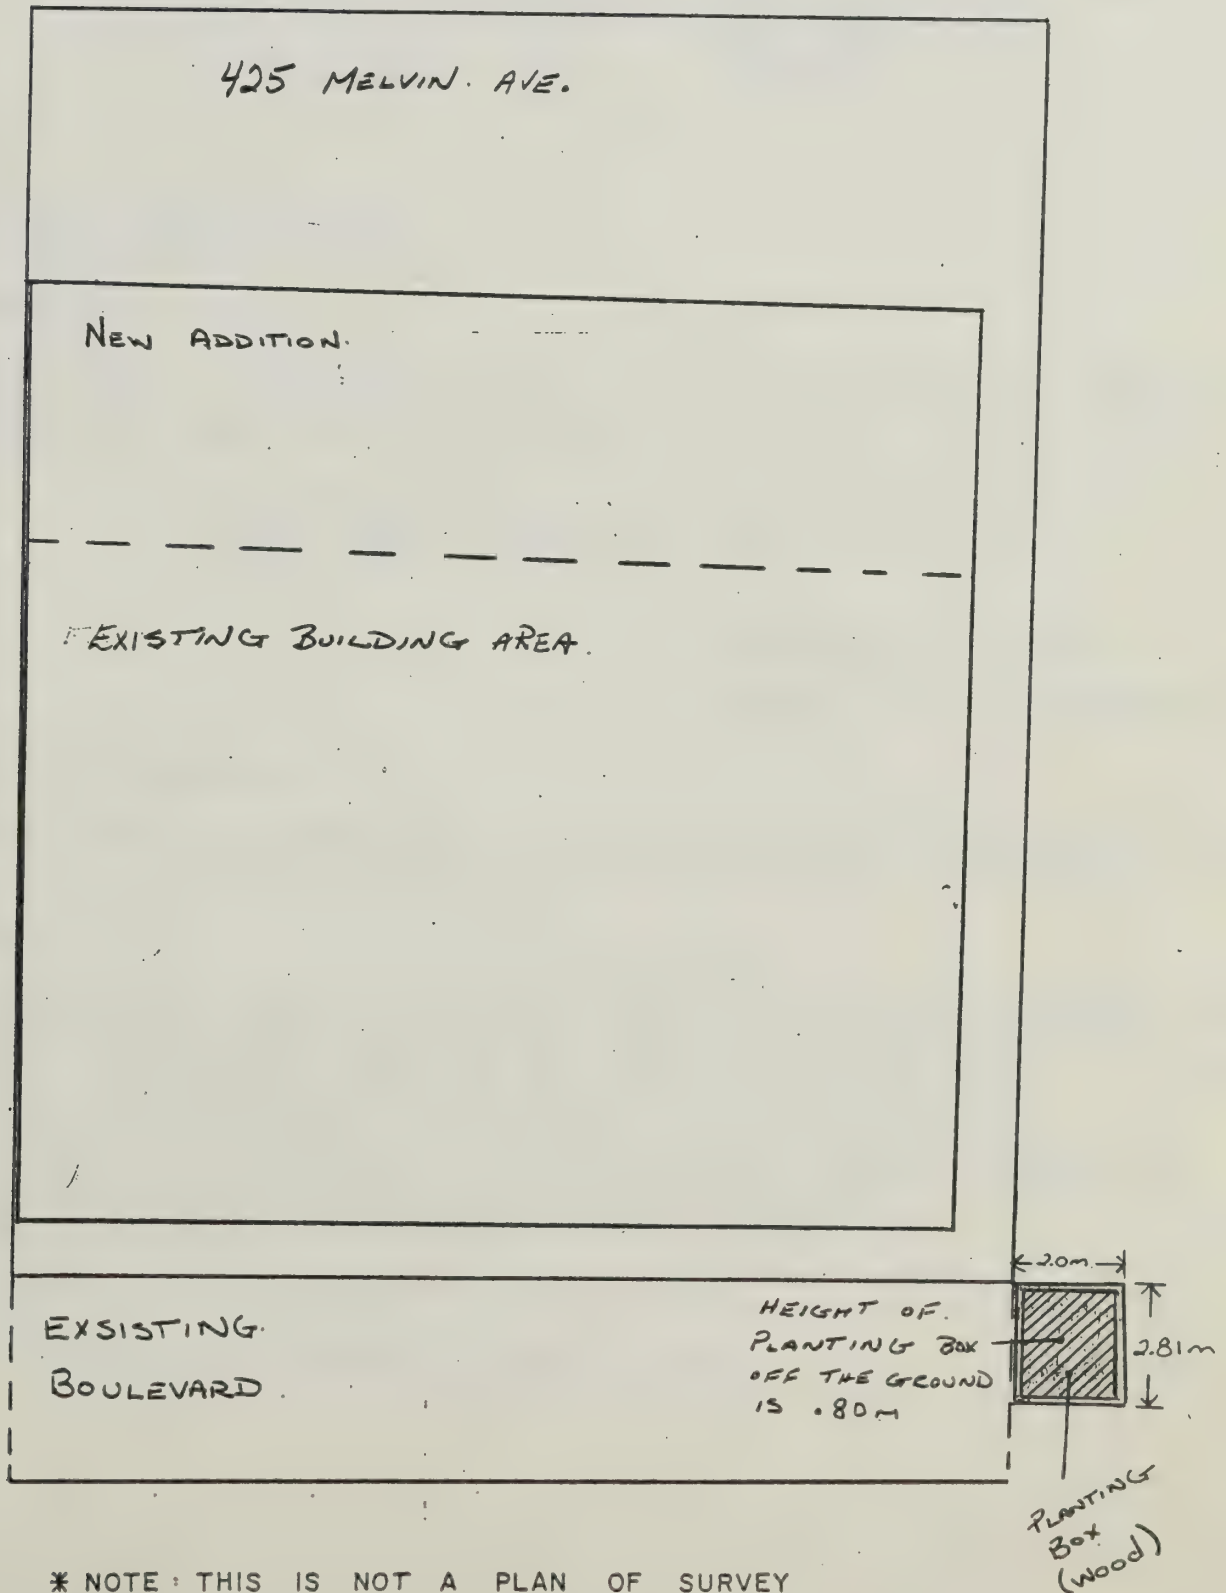 425 MELVIN. AVE.
NEW ADDITION.
EXISTING BUILDING AREA.
EXSISTING.
BOULEVARD.
HEIGHT OF.
PLANTING BOX
OFF THE GROUND
IS .80m
2.0m
2.81m
PLANTING
BOX
(WOOD)
* NOTE: THIS IS NOT A PLAN OF SURVEY